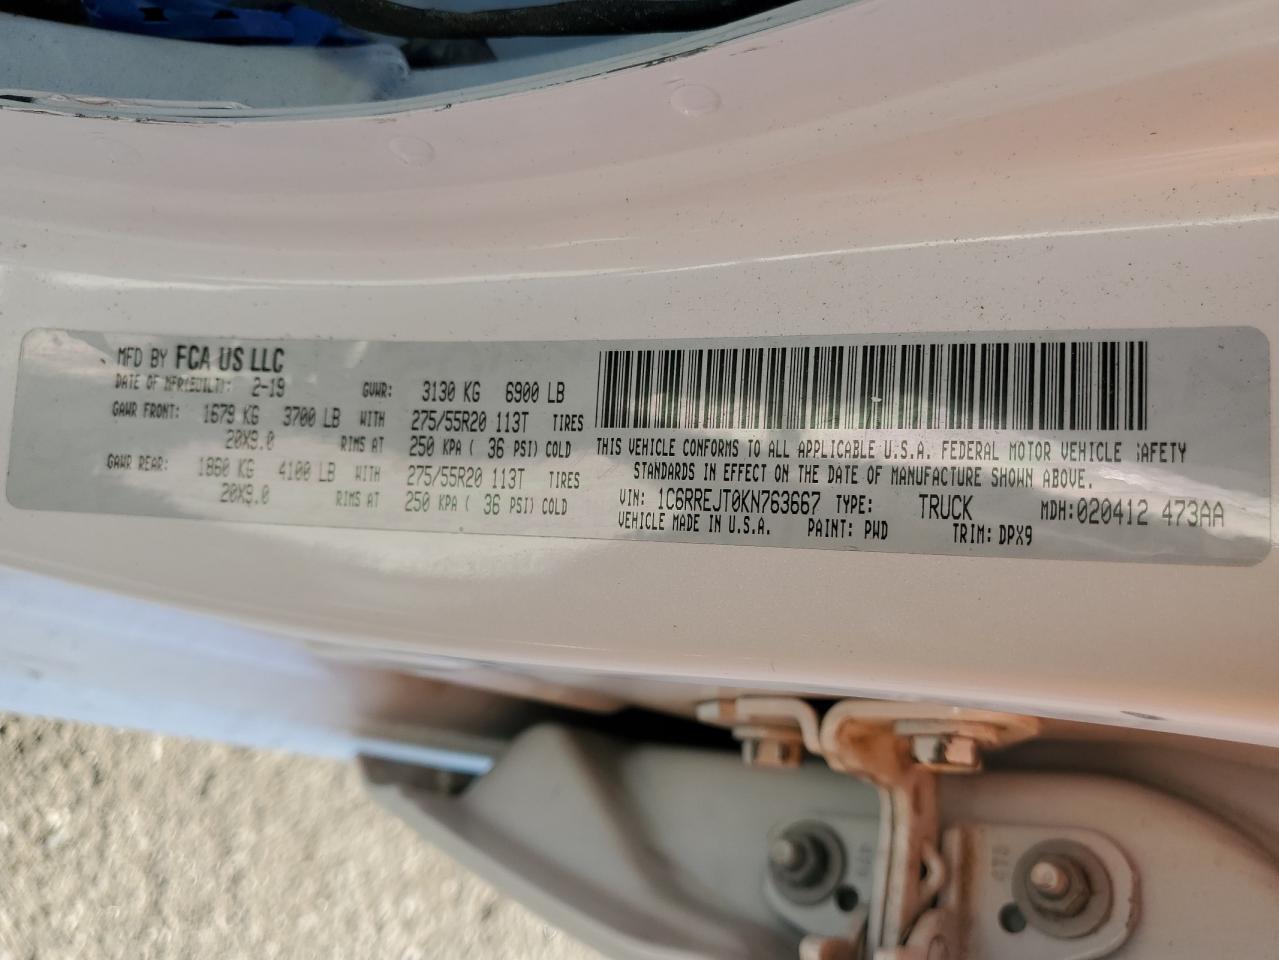 MFD BY FCA US LLC
DATE OF MFR(BUILT): 2-19 GVWR: 3130 KG 6900 LB
GAWR FRONT: 1679 KG 3700 LB WITH 275/55R20 113T TIRES
20X9.0 RIMS AT 250 KPA ( 36 PSI) COLD
GAWR REAR: 1860 KG 4100 LB WITH 275/55R20 113T TIRES
20X9.0 RIMS AT 250 KPA ( 36 PSI) COLD
THIS VEHICLE CONFORMS TO ALL APPLICABLE U.S.A. FEDERAL MOTOR VEHICLE SAFETY
STANDARDS IN EFFECT ON THE DATE OF MANUFACTURE SHOWN ABOVE.
VIN: 1C6RREJT0KN763667 TYPE: TRUCK MDH:020412 473AA
VEHICLE MADE IN U.S.A. PAINT: PWD TRIM: DPX9